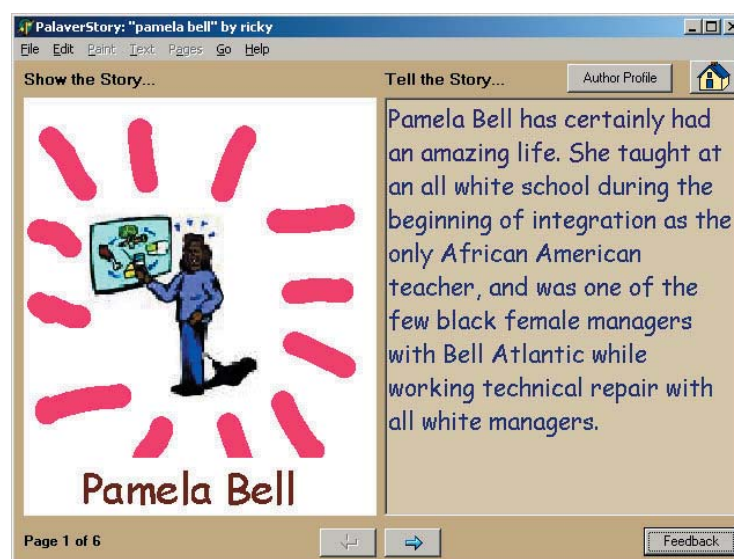 PalaverStory: "pamela bell" by ricky
File Edit Paint Text Pages Go Help
Show the Story...
Tell the Story...
Author Profile
Pamela Bell has certainly had
an amazing life. She taught at
an all white school during the
beginning of integration as the
only African American
teacher, and was one of the
few black female managers
with Bell Atlantic while
working technical repair with
all white managers.
Pamela Bell
Page 1 of 6
Feedback